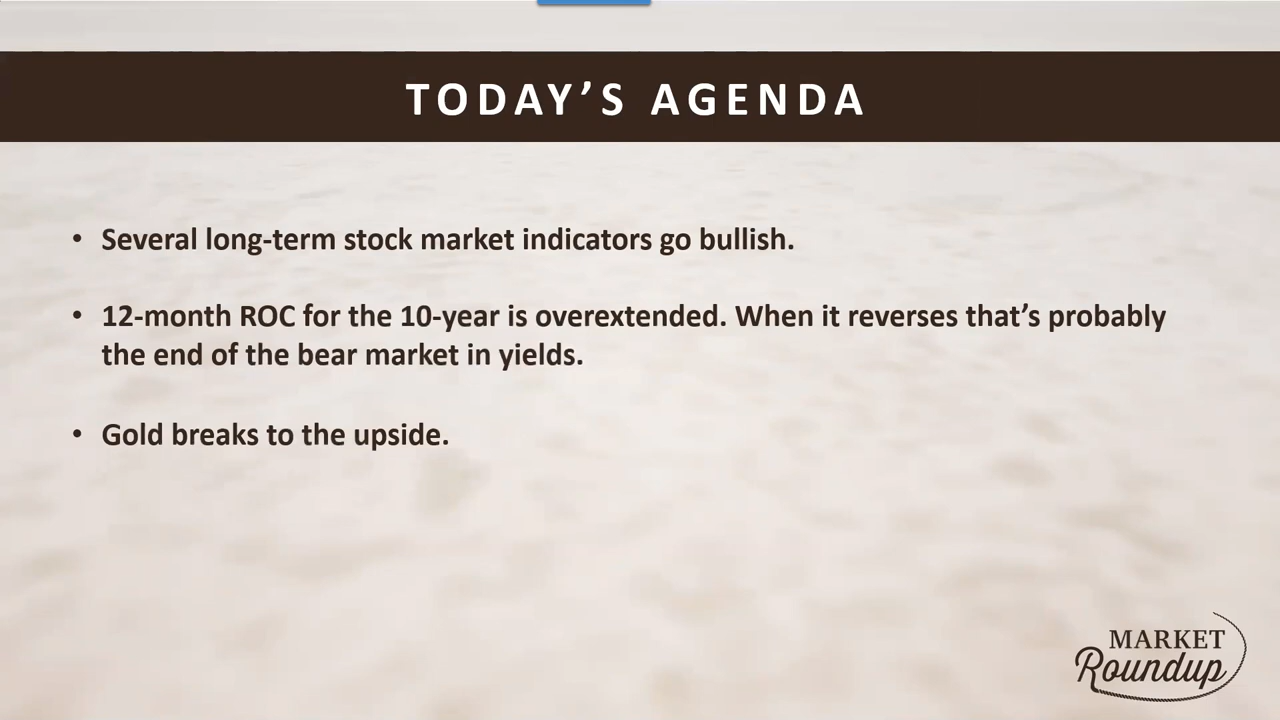 TODAY’S AGENDA
• Several long-term stock market indicators go bullish.
• 12-month ROC for the 10-year is overextended. When it reverses that’s probably
the end of the bear market in yields.
• Gold breaks to the upside.
MARKET
Roundup